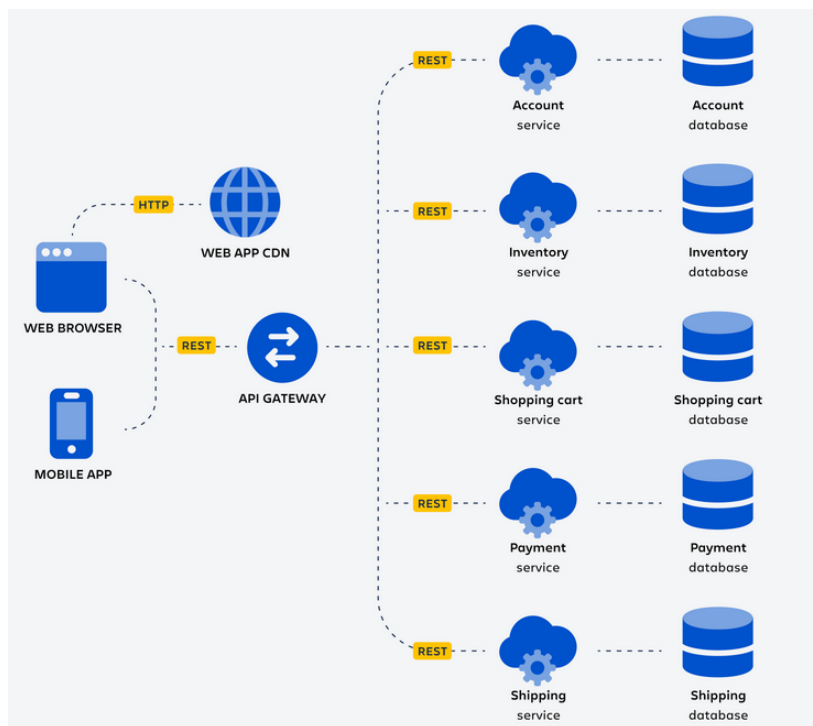 REST
Account
service
Account
database
HTTP
WEB APP CDN
REST
Inventory
service
Inventory
database
WEB BROWSER
REST
API GATEWAY
REST
Shopping cart
service
Shopping cart
database
MOBILE APP
REST
Payment
service
Payment
database
REST
Shipping
service
Shipping
database